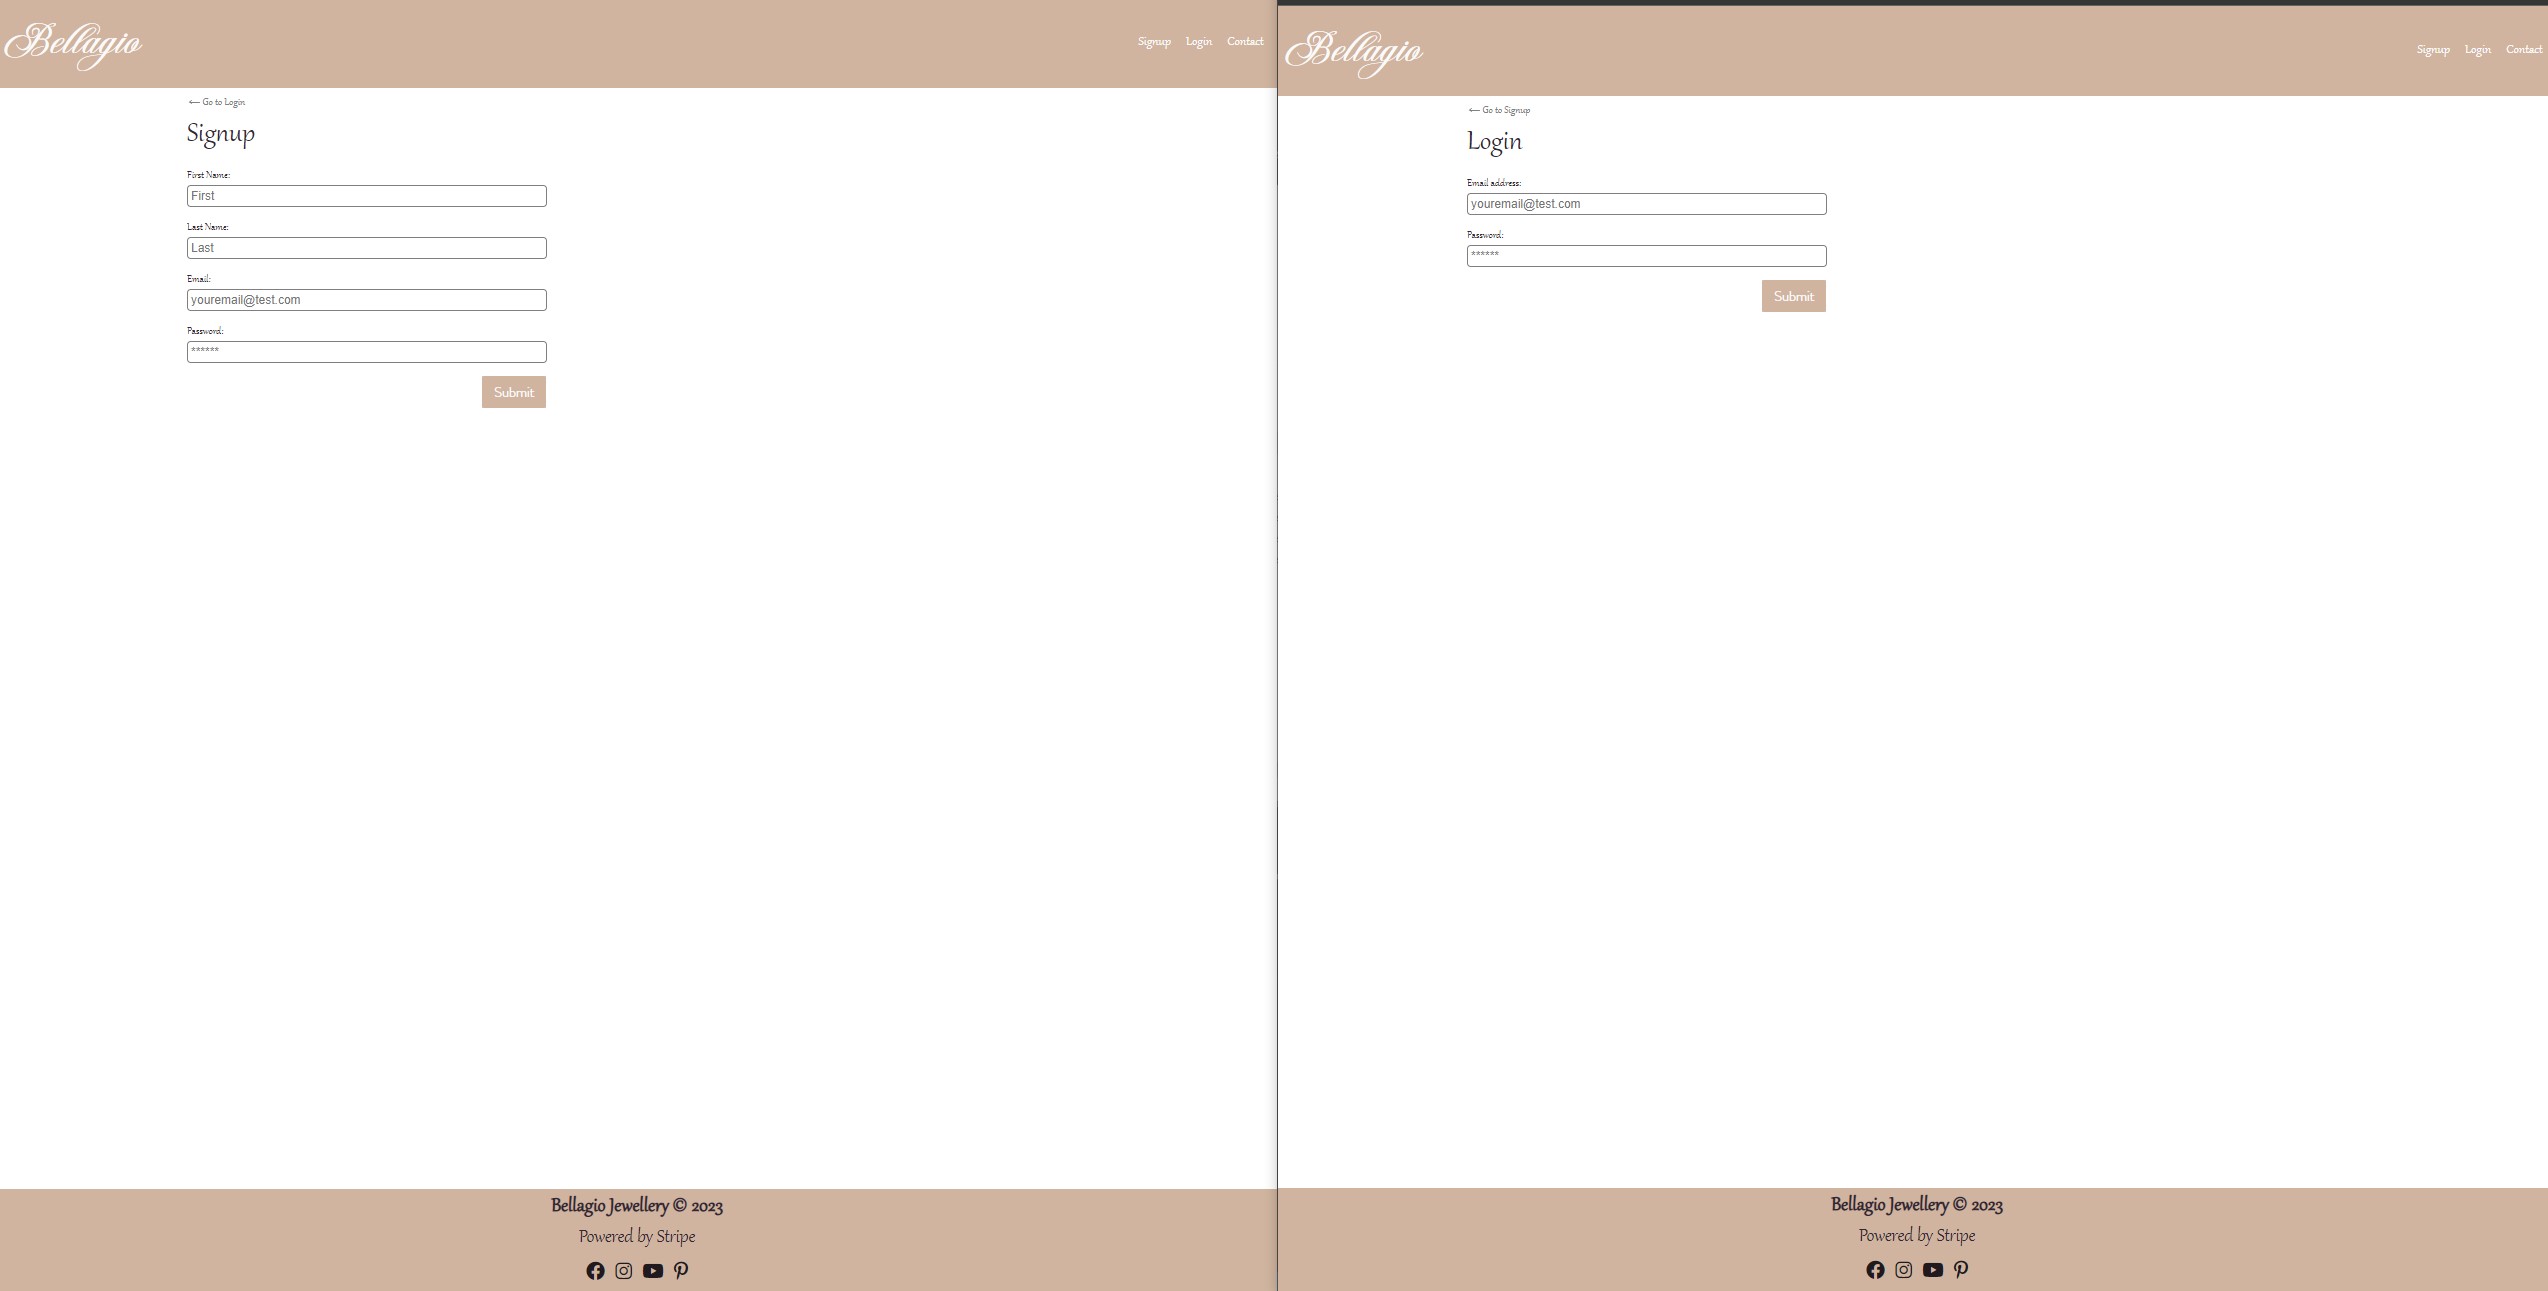 Bellagio
Signup Login Contact
← Go to Login
Signup
First Name:
First
Last Name:
Last
Email:
youremail@test.com
Password:
******
Submit
Bellagio Jewellery © 2023
Powered by Stripe
Bellagio
Signup Login Contact
← Go to Signup
Login
Email address:
youremail@test.com
Password:
******
Submit
Bellagio Jewellery © 2023
Powered by Stripe